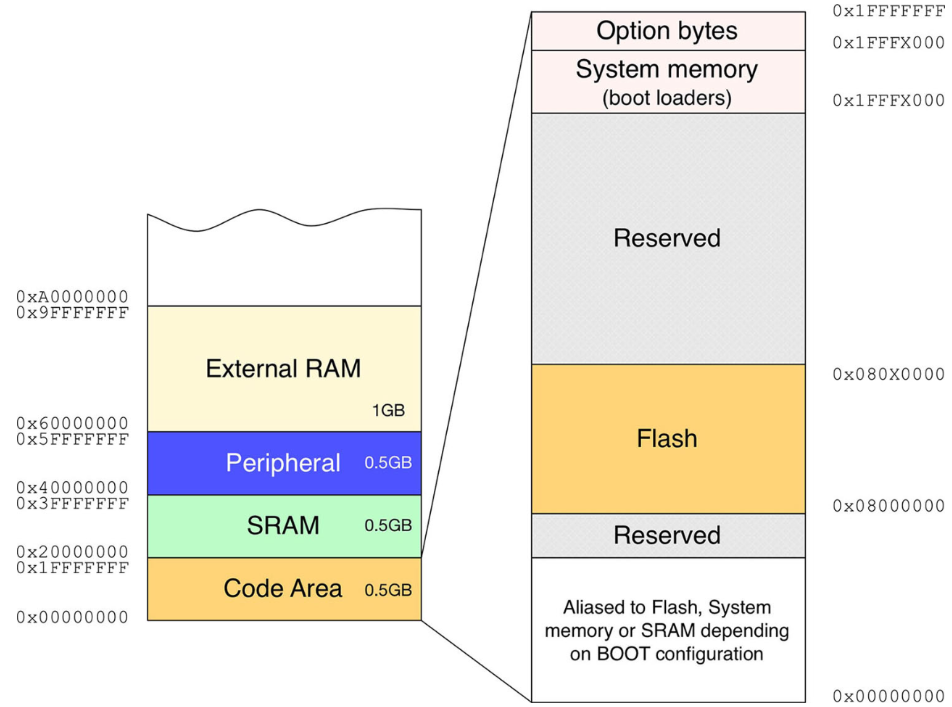 0x1FFFFFFF
Option bytes
0x1FFFX000
System memory
(boot loaders)
0x1FFFX000
Reserved
0xA0000000
0x9FFFFFFF
External RAM
1GB
0x60000000
0x5FFFFFFF
Peripheral 0.5GB
0x40000000
0x3FFFFFFF
SRAM 0.5GB
0x20000000
0x1FFFFFFF
Code Area 0.5GB
0x00000000
0x080X0000
Flash
0x08000000
Reserved
Aliased to Flash, System
memory or SRAM depending
on BOOT configuration
0x00000000